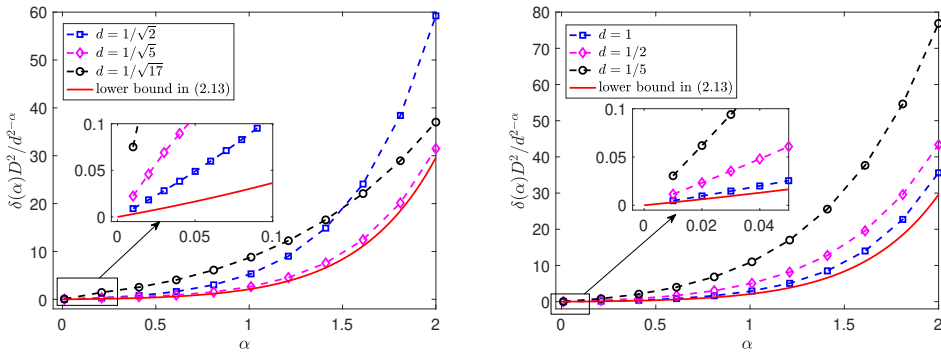 δ(α)D²/d²⁻ᵅ
60
50
40
30
20
10
0
d = 1/√2
d = 1/√5
d = 1/√17
lower bound in (2.13)
0.1
0.05
0
0 0.05 0.1
0 0.5 1 1.5 2
α
δ(α)D²/d²⁻ᵅ
80
70
60
50
40
30
20
10
0
d = 1
d = 1/2
d = 1/5
lower bound in (2.13)
0.1
0.05
0
0 0.02 0.04
0 0.5 1 1.5 2
α